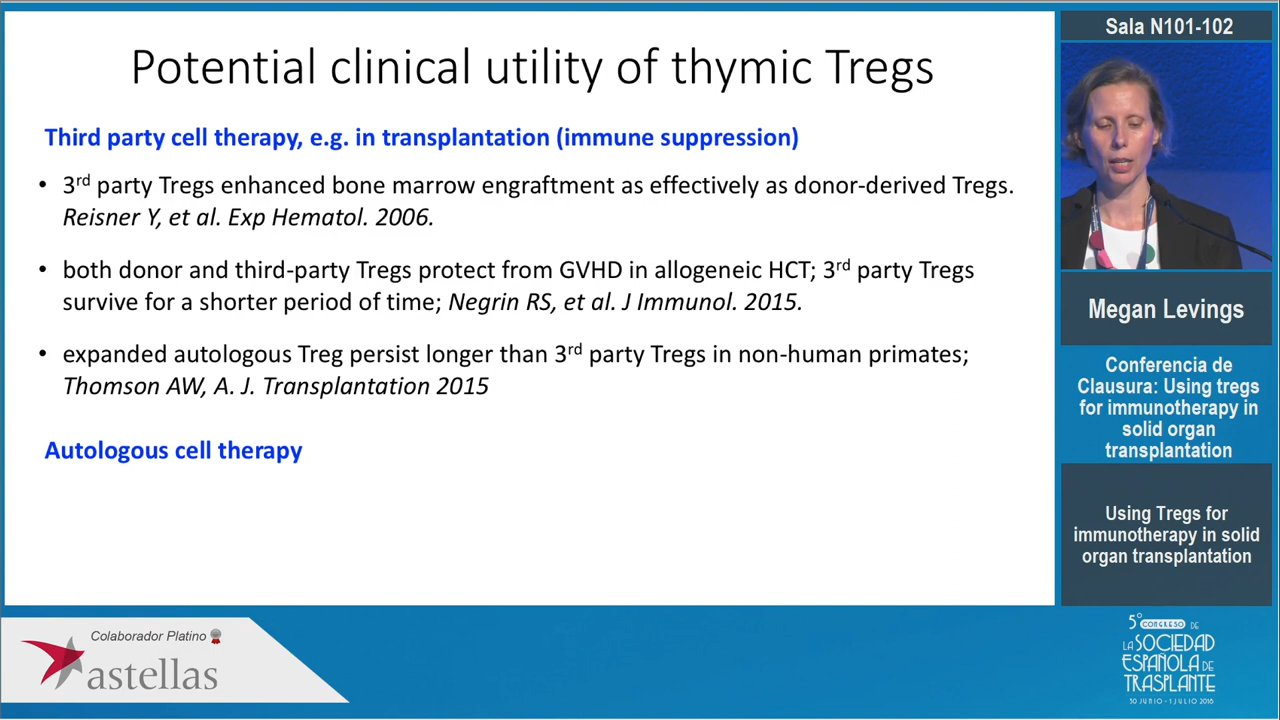 Potential clinical utility of thymic Tregs
Third party cell therapy, e.g. in transplantation (immune suppression)
• 3rd party Tregs enhanced bone marrow engraftment as effectively as donor-derived Tregs.
Reisner Y, et al. Exp Hematol. 2006.
• both donor and third-party Tregs protect from GVHD in allogeneic HCT; 3rd party Tregs
survive for a shorter period of time; Negrin RS, et al. J Immunol. 2015.
• expanded autologous Treg persist longer than 3rd party Tregs in non-human primates;
Thomson AW, A. J. Transplantation 2015
Autologous cell therapy
Sala N101-102
Megan Levings
Conferencia de
Clausura: Using tregs
for immunotherapy in
solid organ
transplantation
Using Tregs for
immunotherapy in solid
organ transplantation
Colaborador Platino
astellas
5º CONGRESO DE
LA SOCIEDAD
ESPAÑOLA DE
TRASPLANTE
30 JUNIO - 1 JULIO 2018